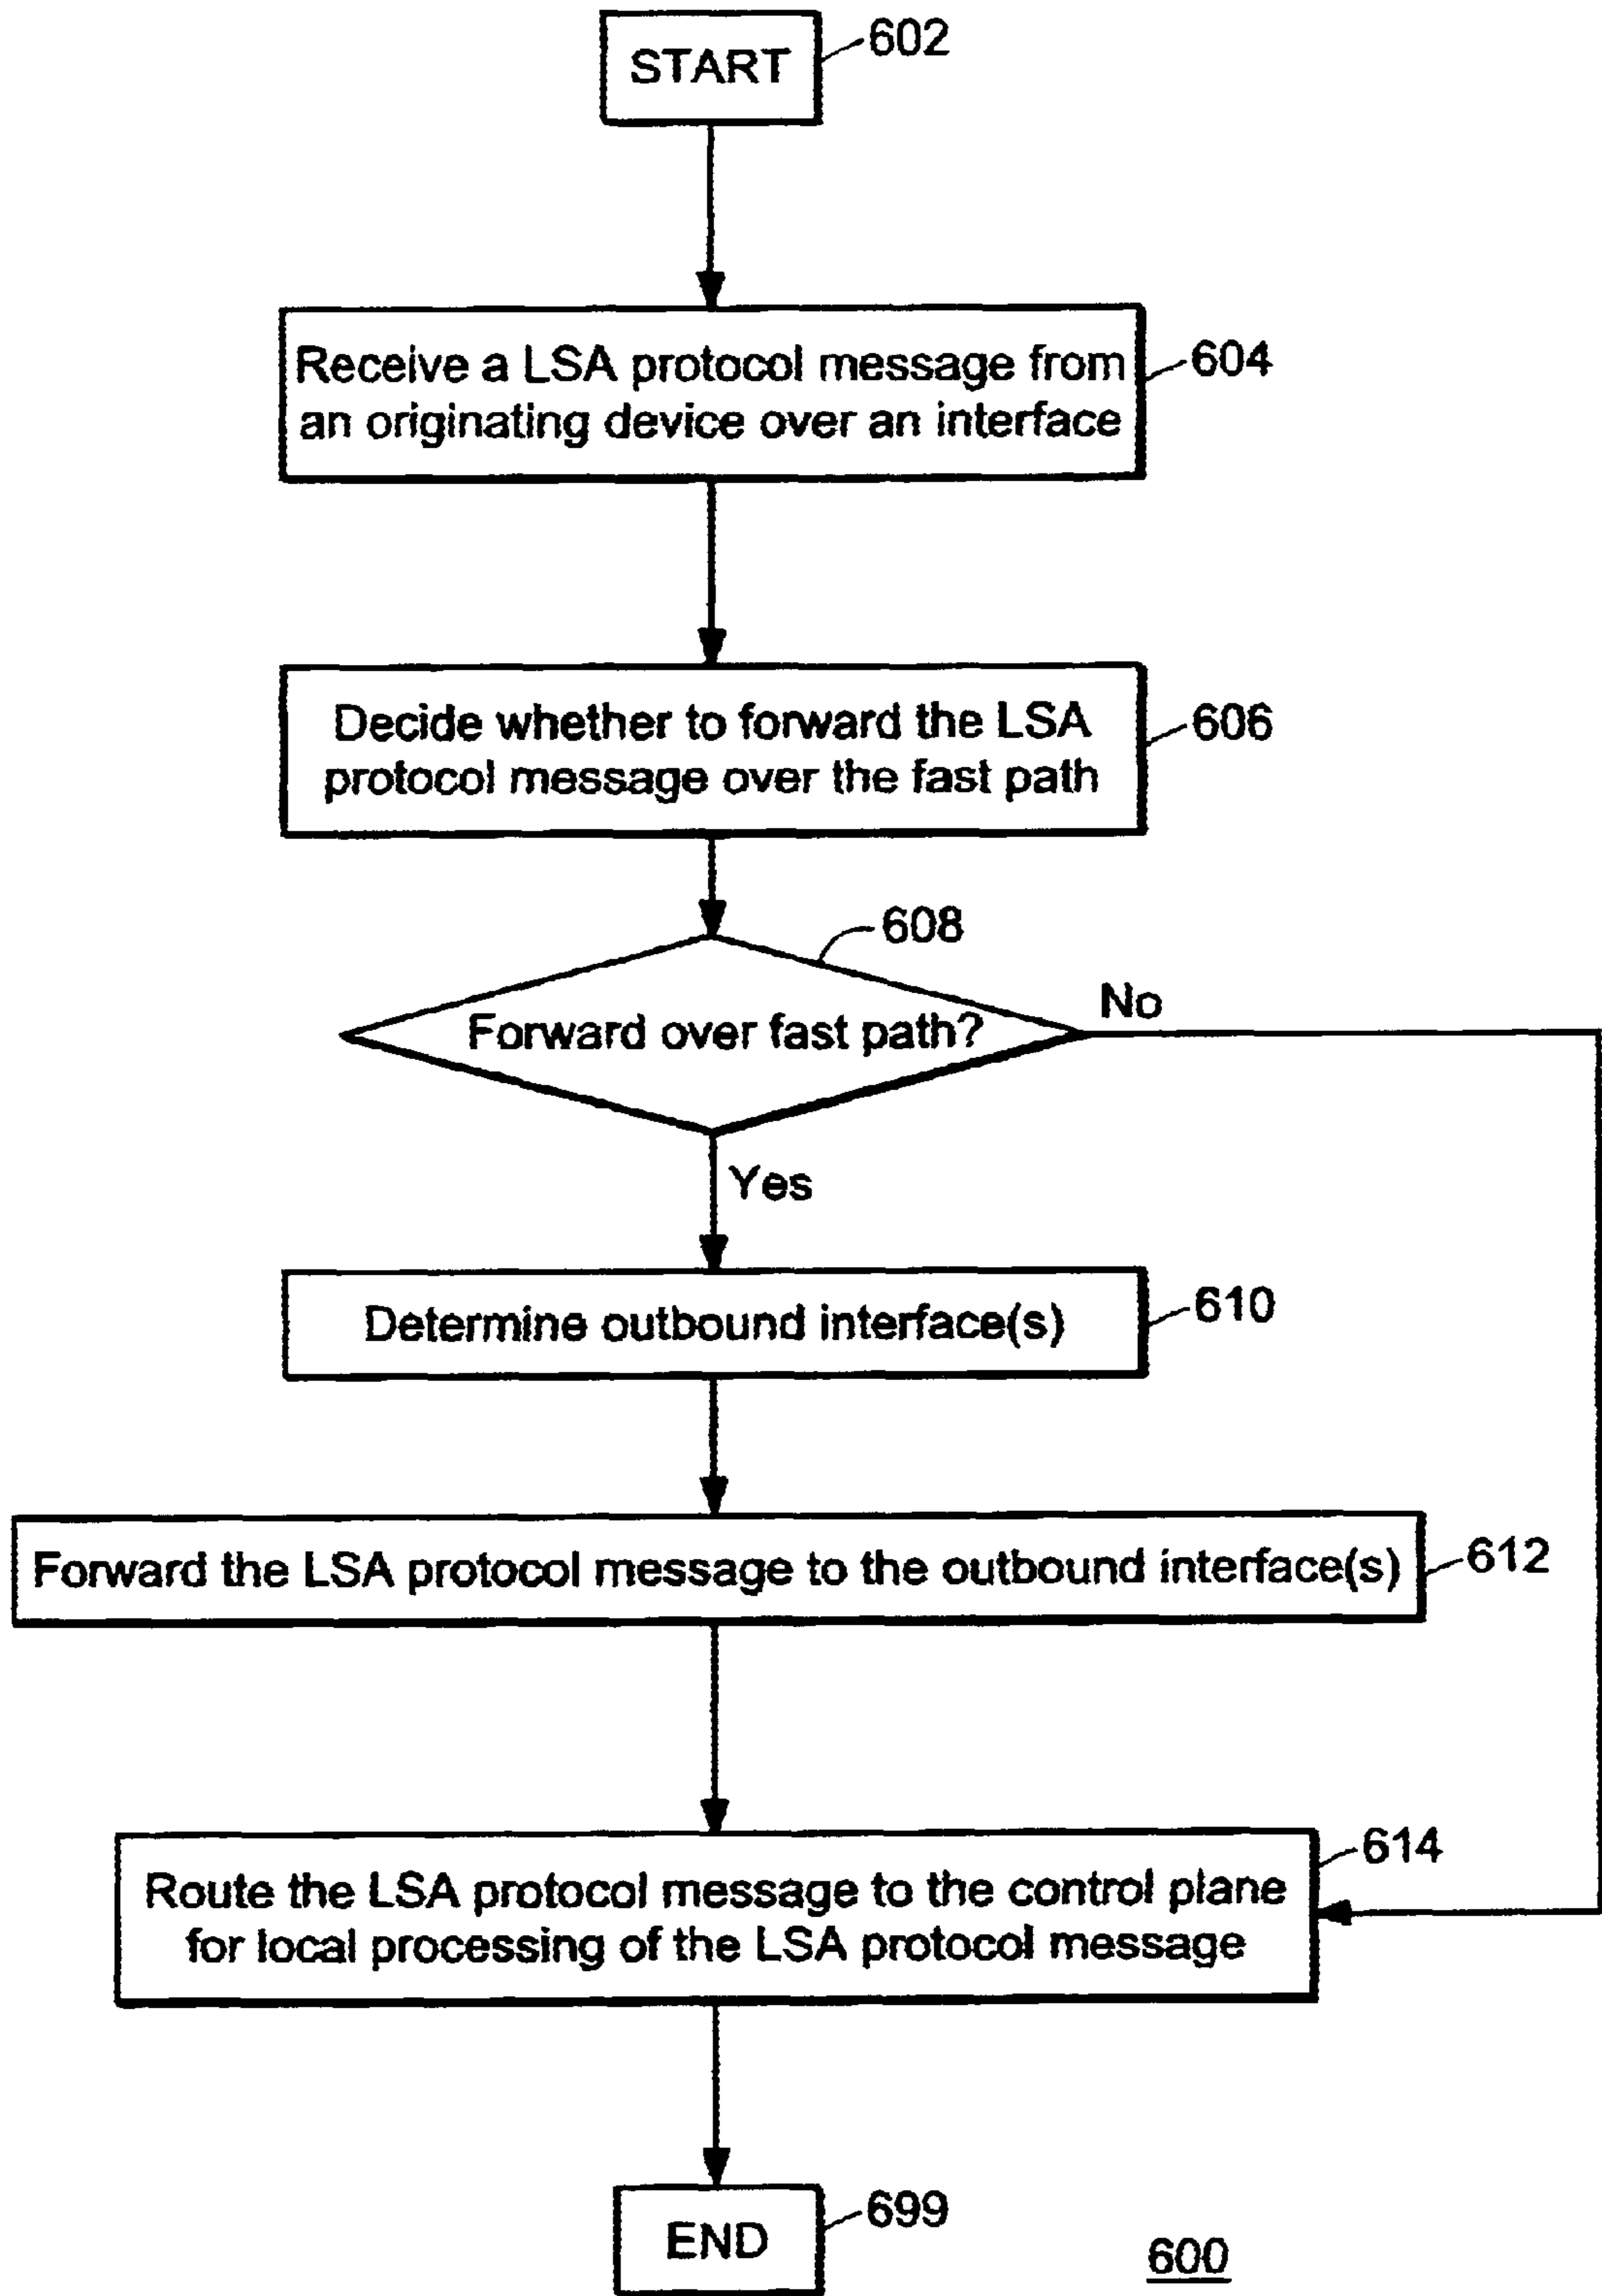 START
602
Receive a LSA protocol message from
an originating device over an interface
604
Decide whether to forward the LSA
protocol message over the fast path
606
608
Forward over fast path?
No
Yes
Determine outbound interface(s)
610
Forward the LSA protocol message to the outbound interface(s)
612
Route the LSA protocol message to the control plane
for local processing of the LSA protocol message
614
END
699
600